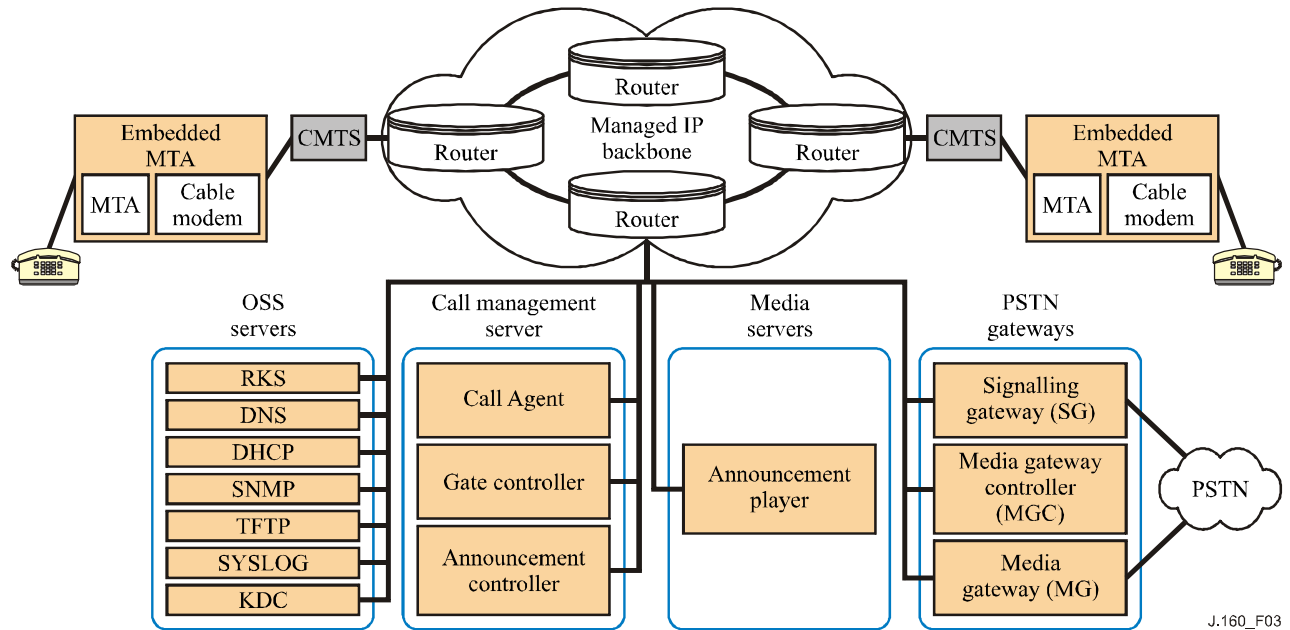 Router
Managed IP
backbone
Router
Router
Router
CMTS
Embedded
MTA
MTA
Cable
modem
CMTS
Embedded
MTA
MTA
Cable
modem
OSS
servers
RKS
DNS
DHCP
SNMP
TFTP
SYSLOG
KDC
Call management
server
Call Agent
Gate controller
Announcement
controller
Media
servers
Announcement
player
PSTN
gateways
Signalling
gateway (SG)
Media gateway
controller
(MGC)
Media
gateway (MG)
PSTN
J.160_F03